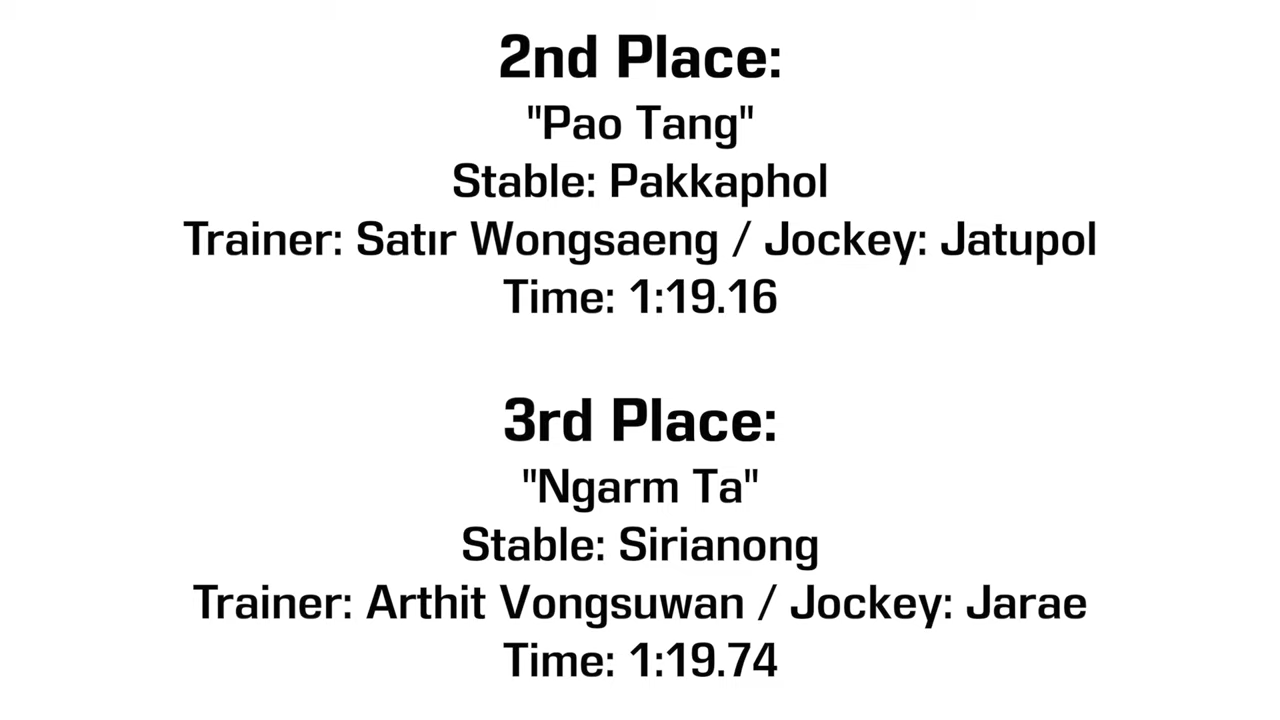 2nd Place:
"Pao Tang"
Stable: Pakkaphol
Trainer: Satır Wongsaeng / Jockey: Jatupol
Time: 1:19.16
3rd Place:
"Ngarm Ta"
Stable: Sirianong
Trainer: Arthit Vongsuwan / Jockey: Jarae
Time: 1:19.74